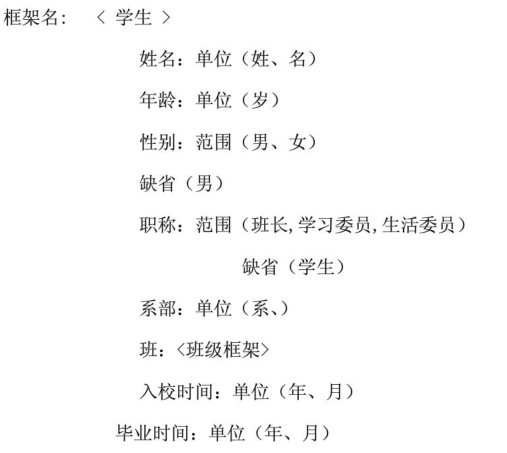 框架名： < 学生 >
姓名：单位（姓、名）
年龄：单位（岁）
性别：范围（男、女）
缺省（男）
职称：范围（班长,学习委员,生活委员）
缺省（学生）
系部：单位（系、）
班：<班级框架>
入校时间：单位（年、月）
毕业时间：单位（年、月）